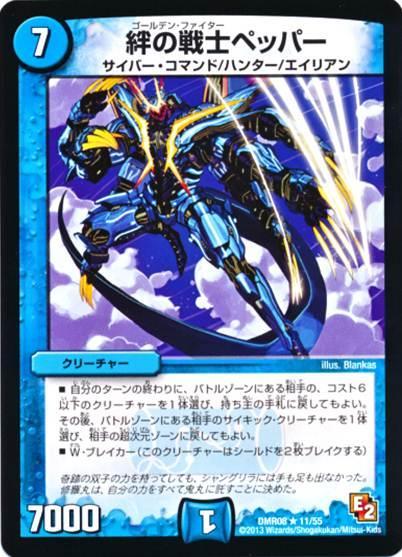 7
ゴールデン・ファイター
絆の戦士ペッパー
サイバー・コマンド/ハンター/エイリアン
illus. Blankas
クリーチャー
■ 自分のターンの終わりに、バトルゾーンにある相手の、コスト6
以下のクリーチャーを1体選び、持ち主の手札に戻してもよい。
その後、バトルゾーンにある相手のサイキック・クリーチャーを1体
選び、相手の超次元ゾーンに戻してもよい。
■ W・ブレイカー(このクリーチャーはシールドを2枚ブレイクする)
奇跡の双子の力を持ってしても、シャングリラには手も足も出なかった。
修羅丸は、自分の力をすべて鬼丸に託すことに決めた。
7000
1
DMR08 ★ 11/55
©2013 Wizards/Shogakukan/Mitsui-Kids
E2